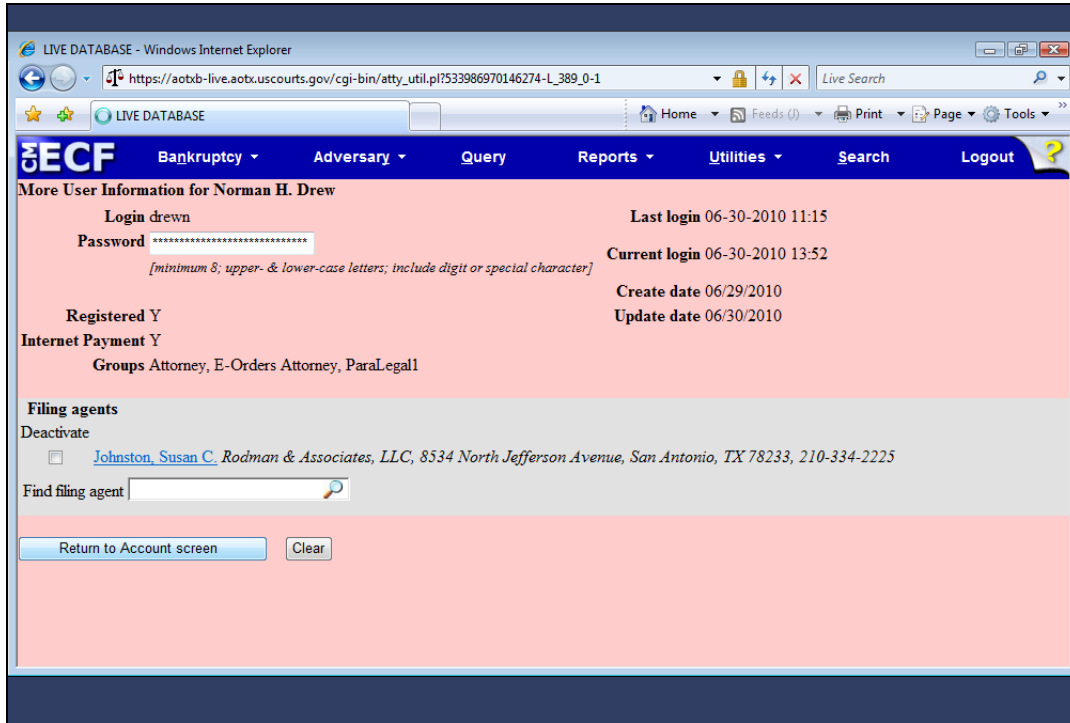 LIVE DATABASE - Windows Internet Explorer
https://aotxb-live.aotx.uscourts.gov/cgi-bin/atty_util.pl?533986970146274-L_389_0-1
Live Search
LIVE DATABASE
Home Feeds (J) Print Page Tools »
CM ECF Bankruptcy Adversary Query Reports Utilities Search Logout ?
More User Information for Norman H. Drew
Login drewn Last login 06-30-2010 11:15
Password ******************************
Current login 06-30-2010 13:52
[minimum 8; upper- & lower-case letters; include digit or special character]
Create date 06/29/2010
Registered Y Update date 06/30/2010
Internet Payment Y
Groups Attorney, E-Orders Attorney, ParaLegal1
Filing agents
Deactivate
Johnston, Susan C. Rodman & Associates, LLC, 8534 North Jefferson Avenue, San Antonio, TX 78233, 210-334-2225
Find filing agent
Return to Account screen Clear